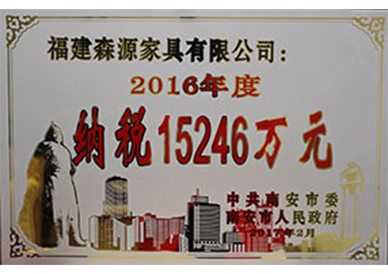 福建森源家具有限公司：
2016年度
纳税15246万元
中共南安市委
南安市人民政府
2017年2月